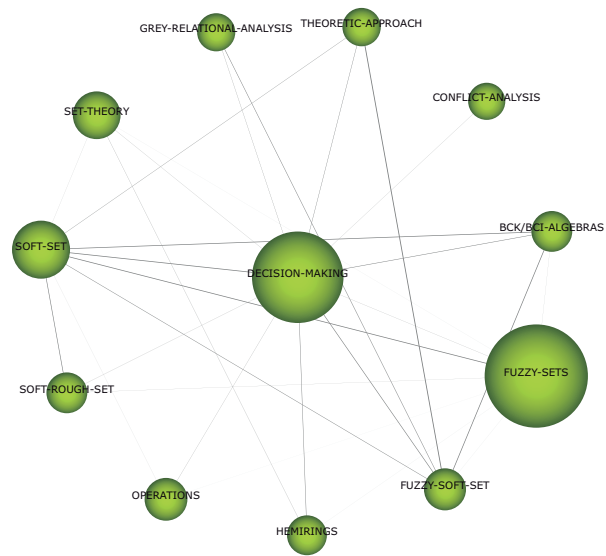 THEORETIC-APPROACH
GREY-RELATIONAL-ANALYSIS
CONFLICT-ANALYSIS
SET-THEORY
BCK/BCI-ALGEBRAS
SOFT-SET
DECISION-MAKING
FUZZY-SETS
SOFT-ROUGH-SET
FUZZY-SOFT-SET
OPERATIONS
HEMIRINGS